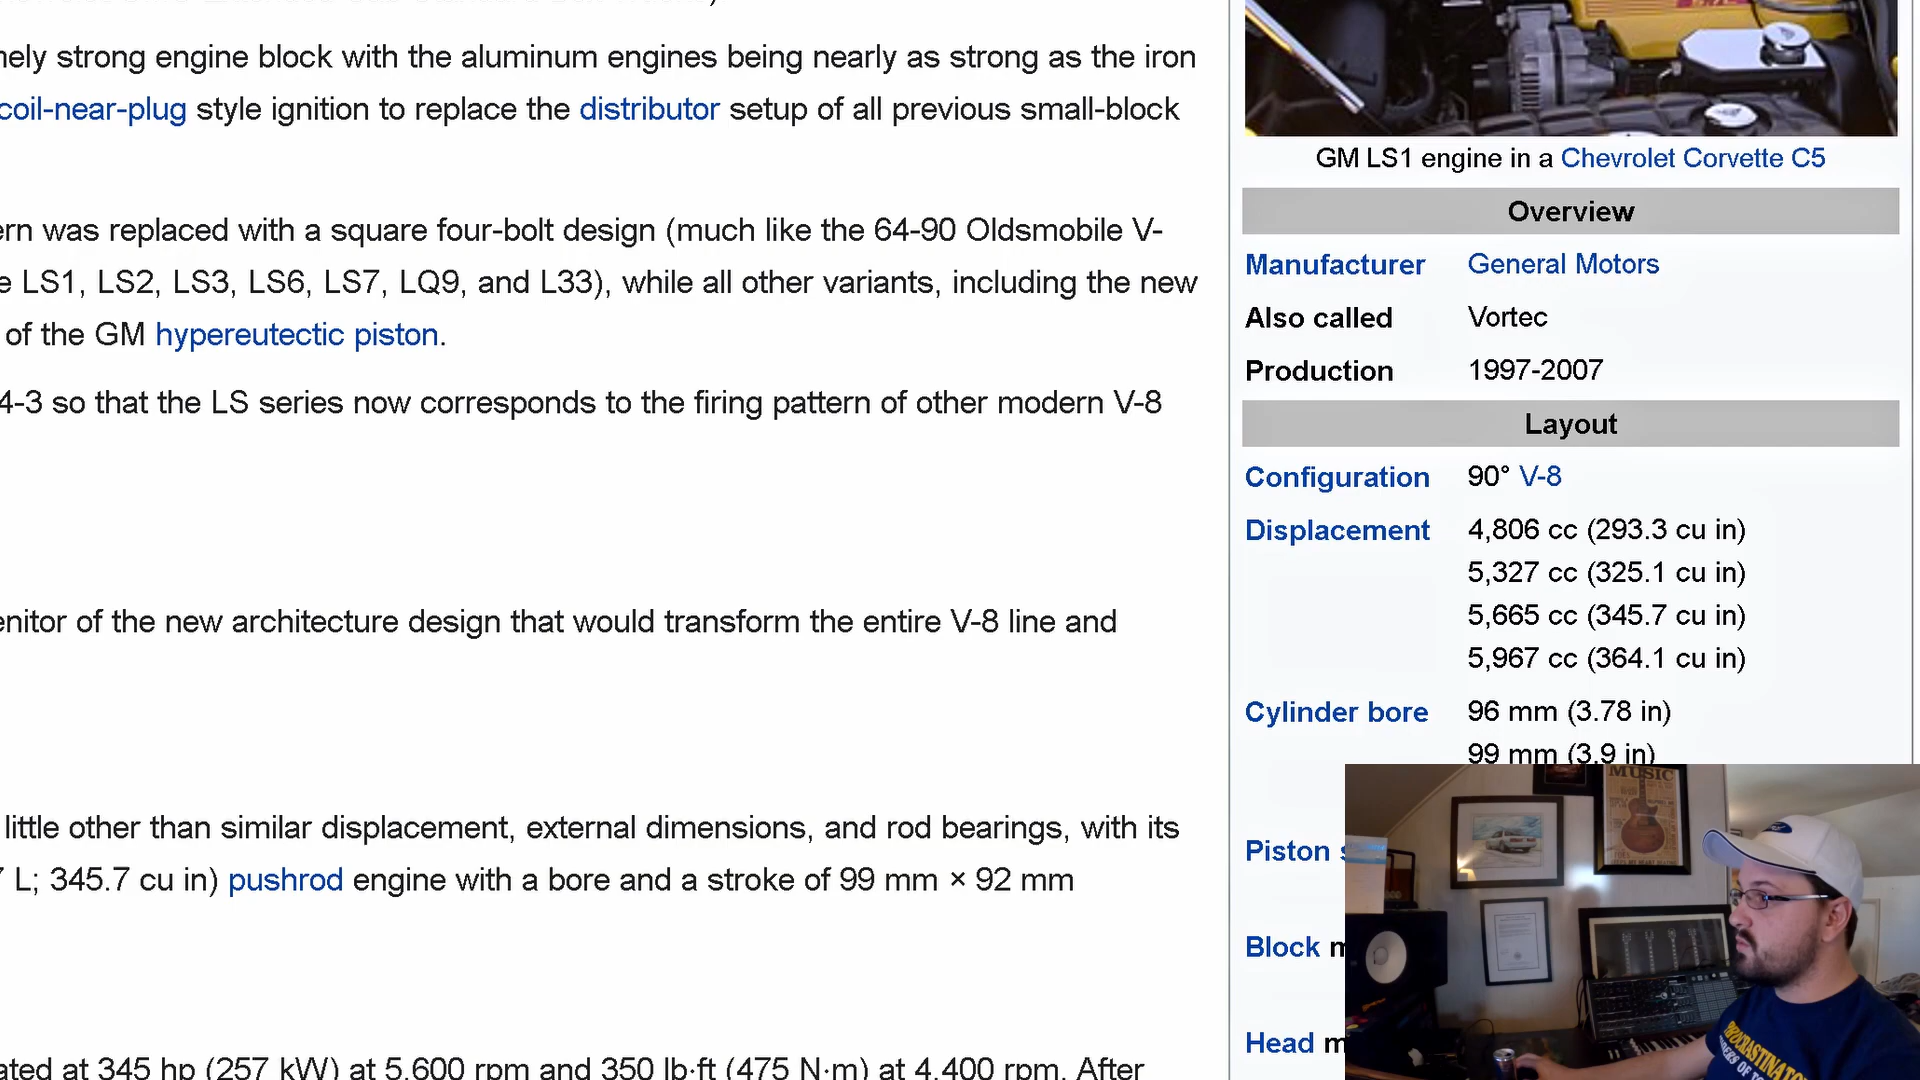 nely strong engine block with the aluminum engines being nearly as strong as the iron
coil-near-plug style ignition to replace the distributor setup of all previous small-block
ern was replaced with a square four-bolt design (much like the 64-90 Oldsmobile V-
e LS1, LS2, LS3, LS6, LS7, LQ9, and L33), while all other variants, including the new
of the GM hypereutectic piston.
4-3 so that the LS series now corresponds to the firing pattern of other modern V-8
enitor of the new architecture design that would transform the entire V-8 line and
little other than similar displacement, external dimensions, and rod bearings, with its
7 L; 345.7 cu in) pushrod engine with a bore and a stroke of 99 mm × 92 mm
ated at 345 hp (257 kW) at 5,600 rpm and 350 lb·ft (475 N·m) at 4,400 rpm. After
GM LS1 engine in a Chevrolet Corvette C5
Overview
Manufacturer General Motors
Also called Vortec
Production 1997-2007
Layout
Configuration 90° V-8
Displacement 4,806 cc (293.3 cu in)
5,327 cc (325.1 cu in)
5,665 cc (345.7 cu in)
5,967 cc (364.1 cu in)
Cylinder bore 96 mm (3.78 in)
99 mm (3.9 in)
Piston s
Block m
Head m
MUSIC